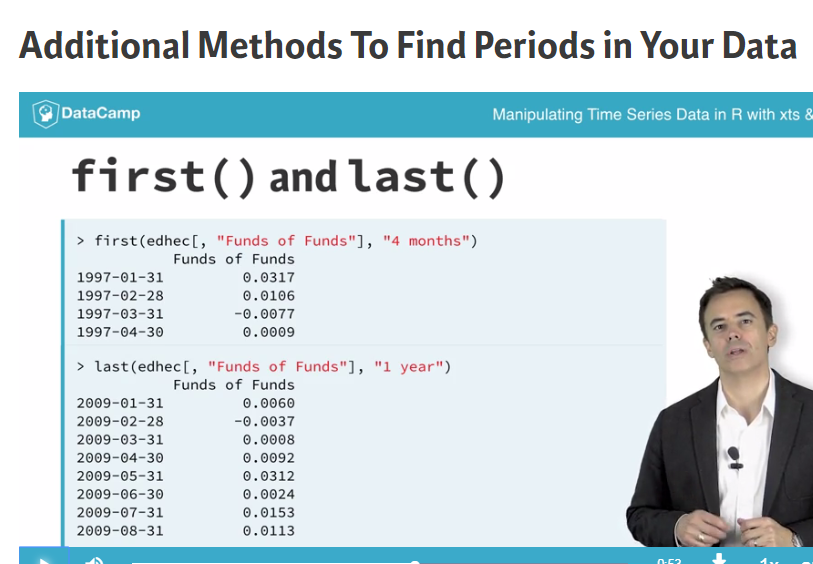 Additional Methods To Find Periods in Your Data
DataCamp
Manipulating Time Series Data in R with xts &
first() and last()
> first(edhec[, "Funds of Funds"], "4 months")
Funds of Funds
1997-01-31 0.0317
1997-02-28 0.0106
1997-03-31 -0.0077
1997-04-30 0.0009
> last(edhec[, "Funds of Funds"], "1 year")
Funds of Funds
2009-01-31 0.0060
2009-02-28 -0.0037
2009-03-31 0.0008
2009-04-30 0.0092
2009-05-31 0.0312
2009-06-30 0.0024
2009-07-31 0.0153
2009-08-31 0.0113